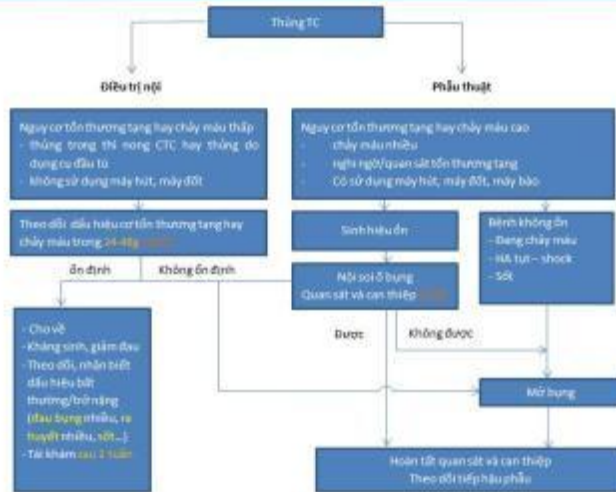 Thủng TC
Điều trị nội
Phẫu thuật
Nguy cơ tổn thương tạng hay chảy máu thấp
- thủng trong thì nong CTC hay thủng do
dụng cụ đầu tù
- Không sử dụng máy hút, máy đốt
Nguy cơ tổn thương tạng hay chảy máu cao
- chảy máu nhiều
- nghi ngờ/quan sát tổn thương tạng
- Có sử dụng máy hút, máy đốt, máy bào
Theo dõi dấu hiệu cơ tổn thương tạng hay
chảy máu trong 24-48g
Sinh hiệu ổn
Bệnh không ổn
- Đang chảy máu
- HA tụt – shock
- Sốt
ổn định
Không ổn định
Nội soi ổ bụng
Quan sát và can thiệp
- Cho về
- Kháng sinh, giảm đau
- Theo dõi, nhận biết
dấu hiệu bất
thường/trở nặng
(đau bụng nhiều, ra
huyết nhiều, sốt...)
- Tái khám sau 2 tuần
Được
Không được
Mở bụng
Hoàn tất quan sát và can thiệp
Theo dõi tiếp hậu phẫu